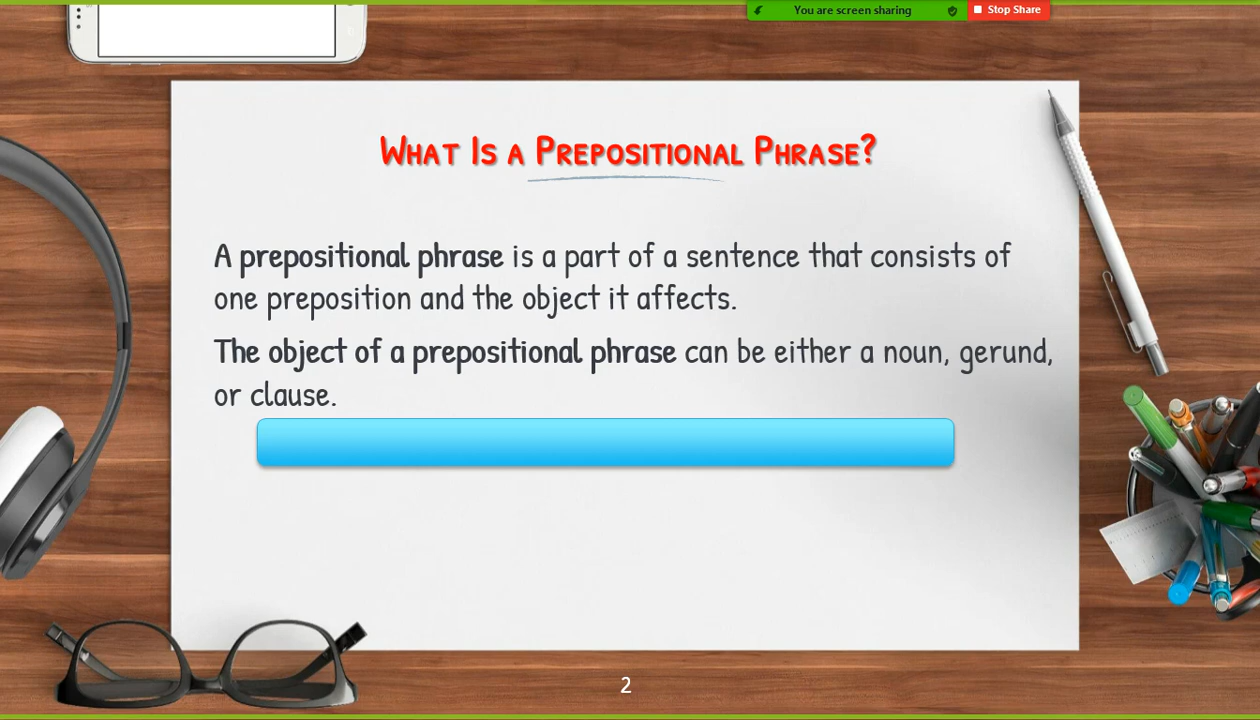 You are screen sharing
Stop Share
What Is a Prepositional Phrase?
A prepositional phrase is a part of a sentence that consists of
one preposition and the object it affects.
The object of a prepositional phrase can be either a noun, gerund,
or clause.
2